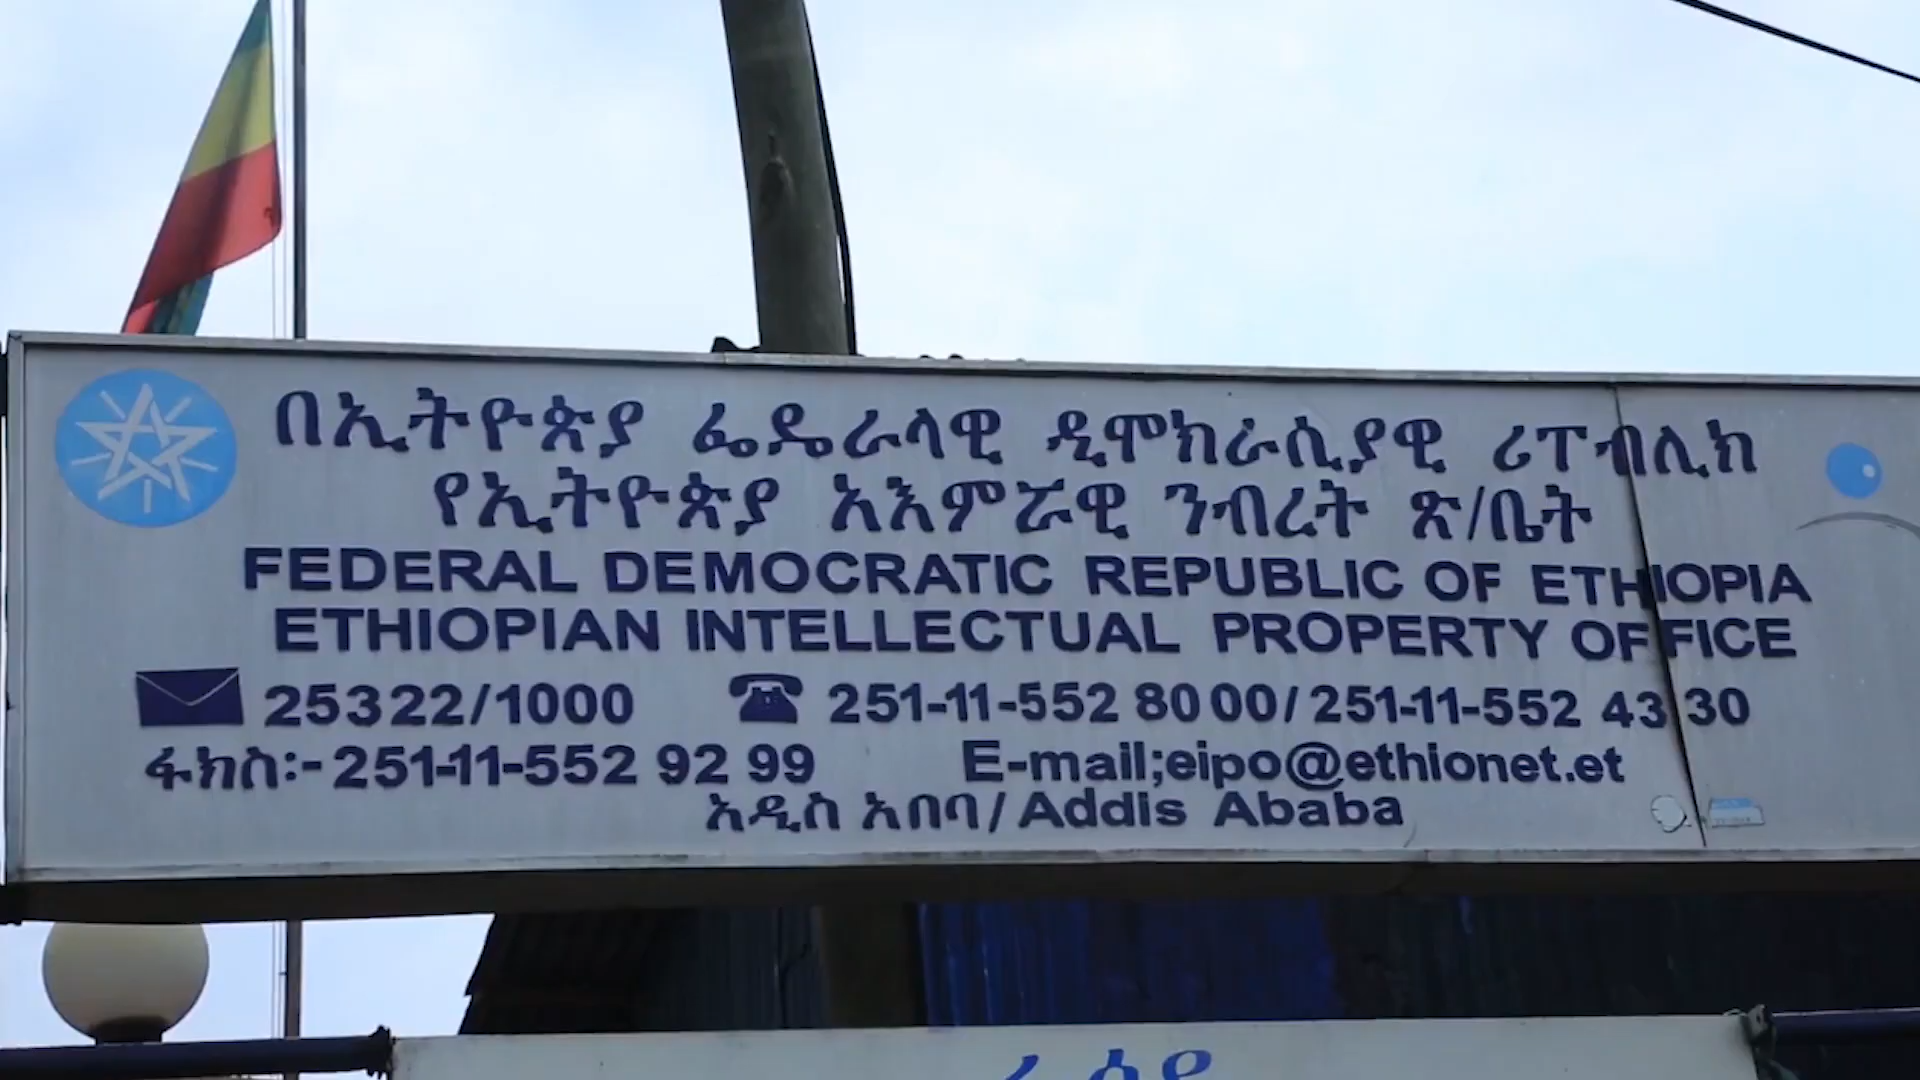 በኢትዮጵያ ፌዴራላዊ ዲሞክራሲያዊ ሪፐብሊክ
የኢትዮጵያ አእምሯዊ ንብረት ጽ/ቤት
FEDERAL DEMOCRATIC REPUBLIC OF ETHIOPIA
ETHIOPIAN INTELLECTUAL PROPERTY OFFICE
25322/1000 251-11-552 80 00/ 251-11-552 43 30
ፋክስ:- 251-11-552 92 99 E-mail;eipo@ethionet.et
አዲስ አበባ/ Addis Ababa